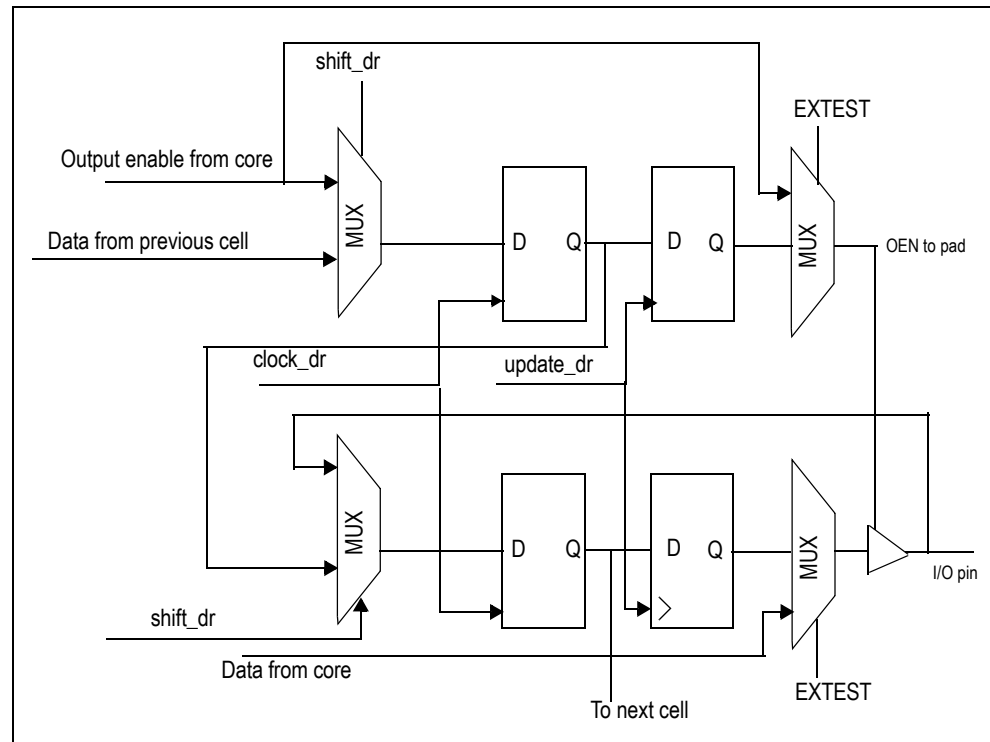 shift_dr
EXTEST
Output enable from core
MUX
D Q
D Q
MUX
Data from previous cell
OEN to pad
clock_dr
update_dr
MUX
D Q
D Q
MUX
I/O pin
shift_dr
Data from core
EXTEST
To next cell